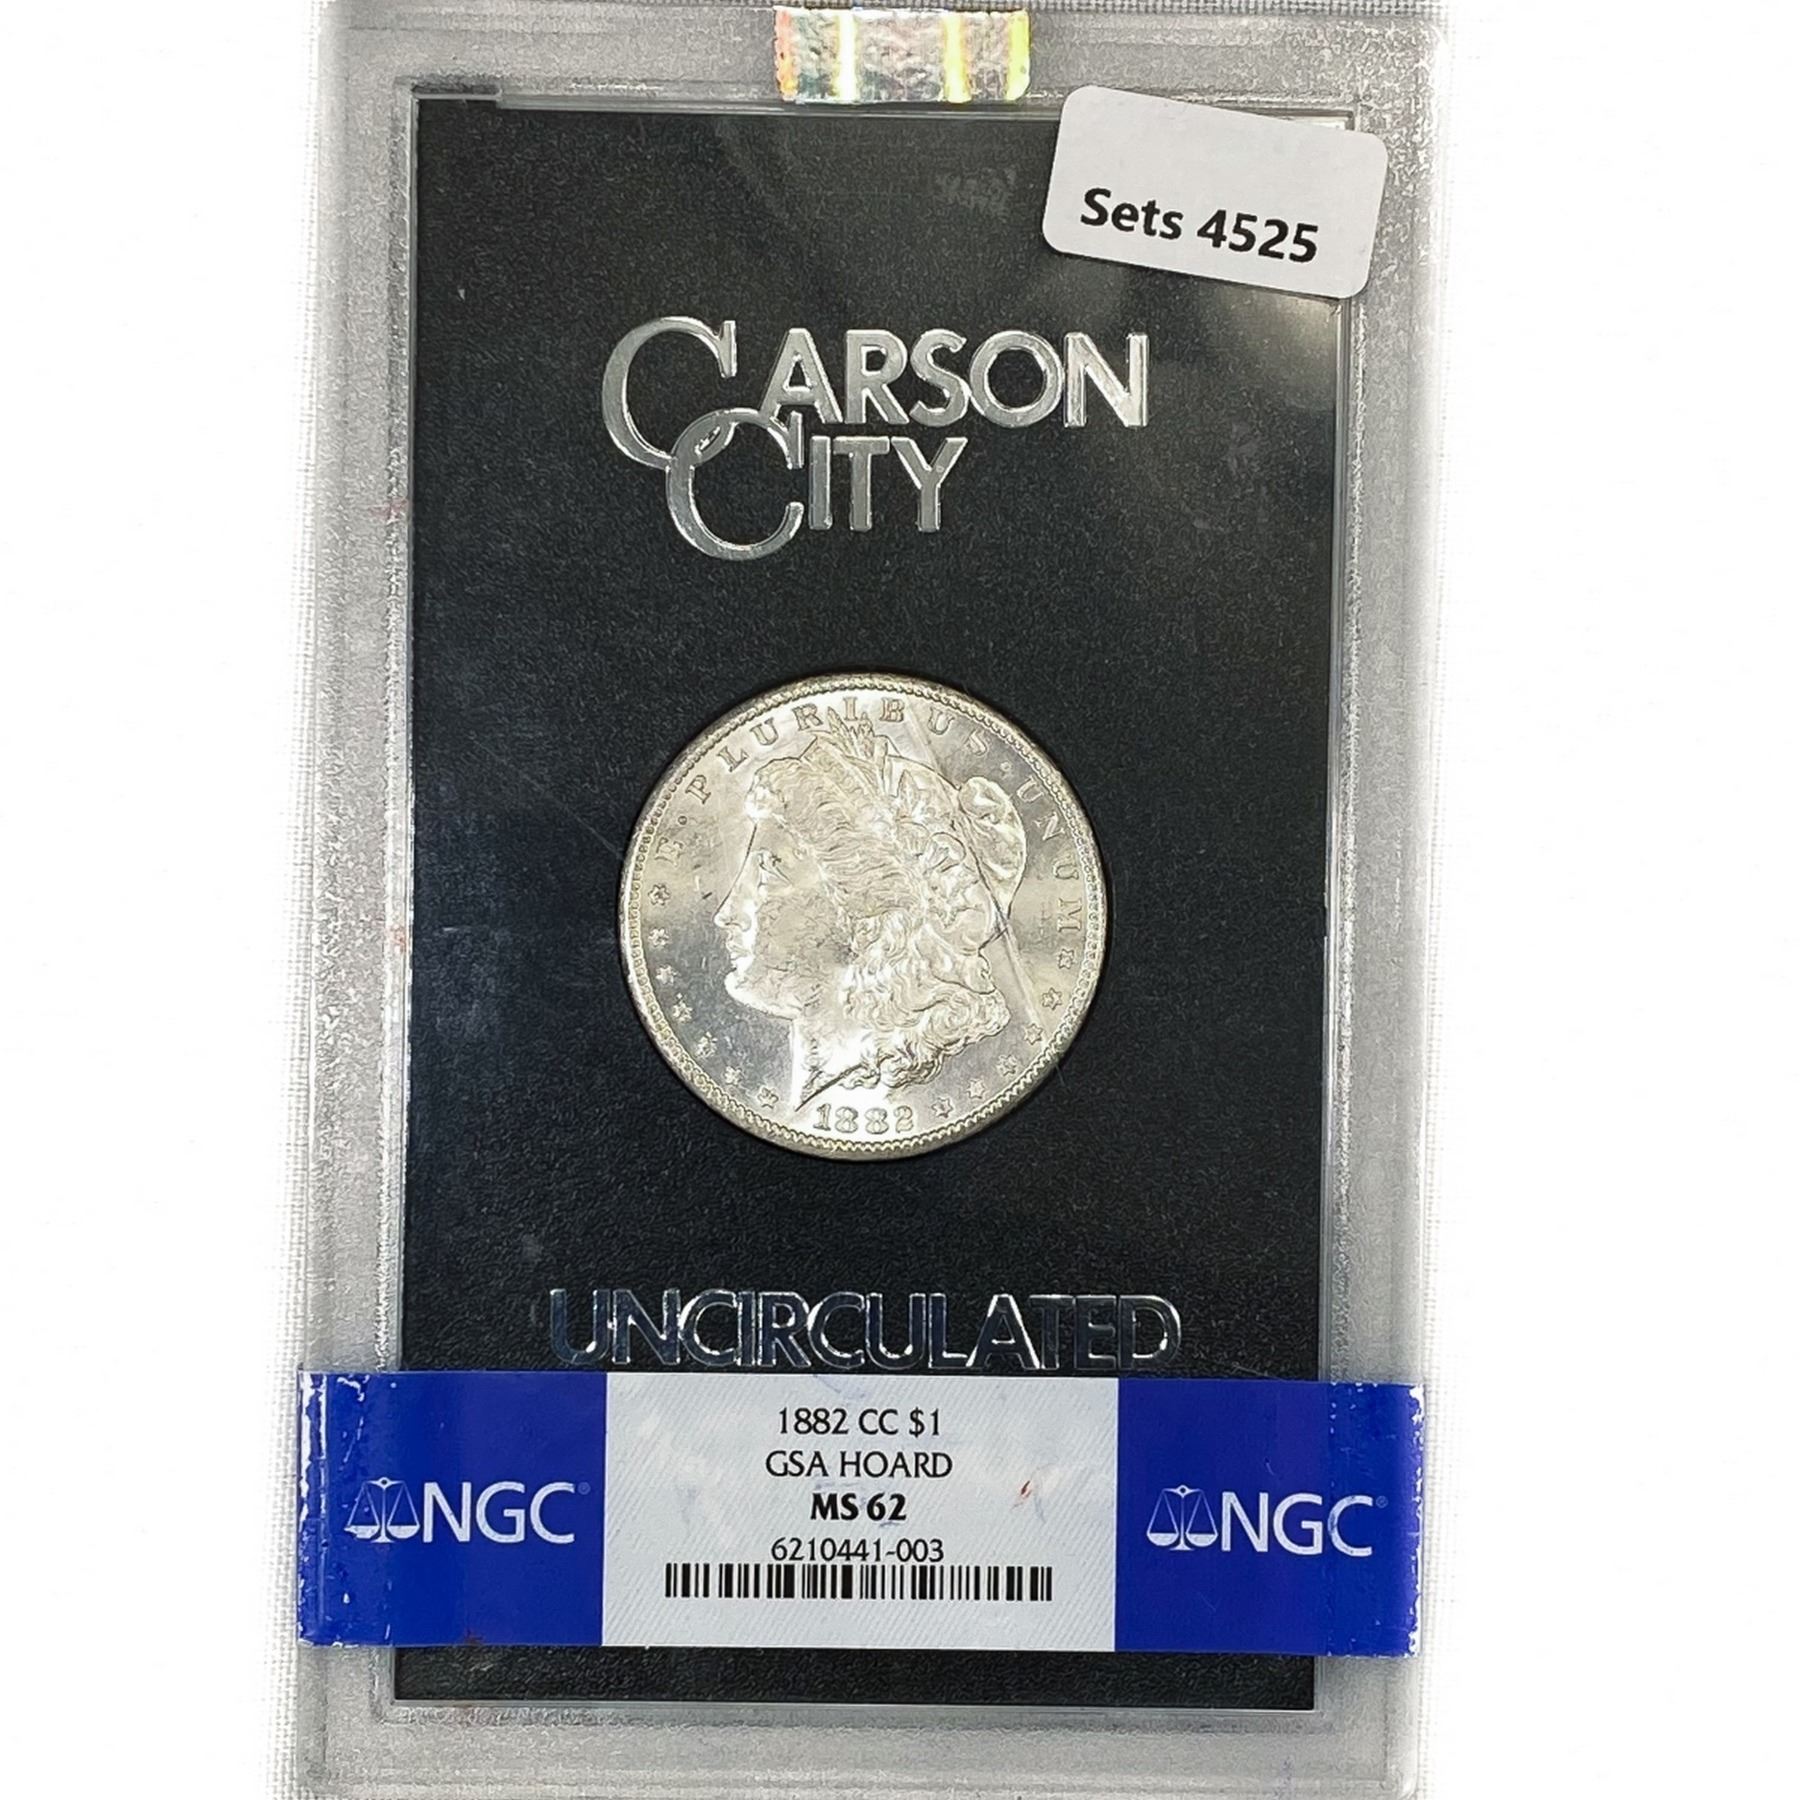 Sets 4525
CARSON
CITY
E·PLURIBUS·UNUM
1882
UNCIRCULATED
1882 CC $1
GSA HOARD
MS 62
6210441-003
NGC®
NGC®